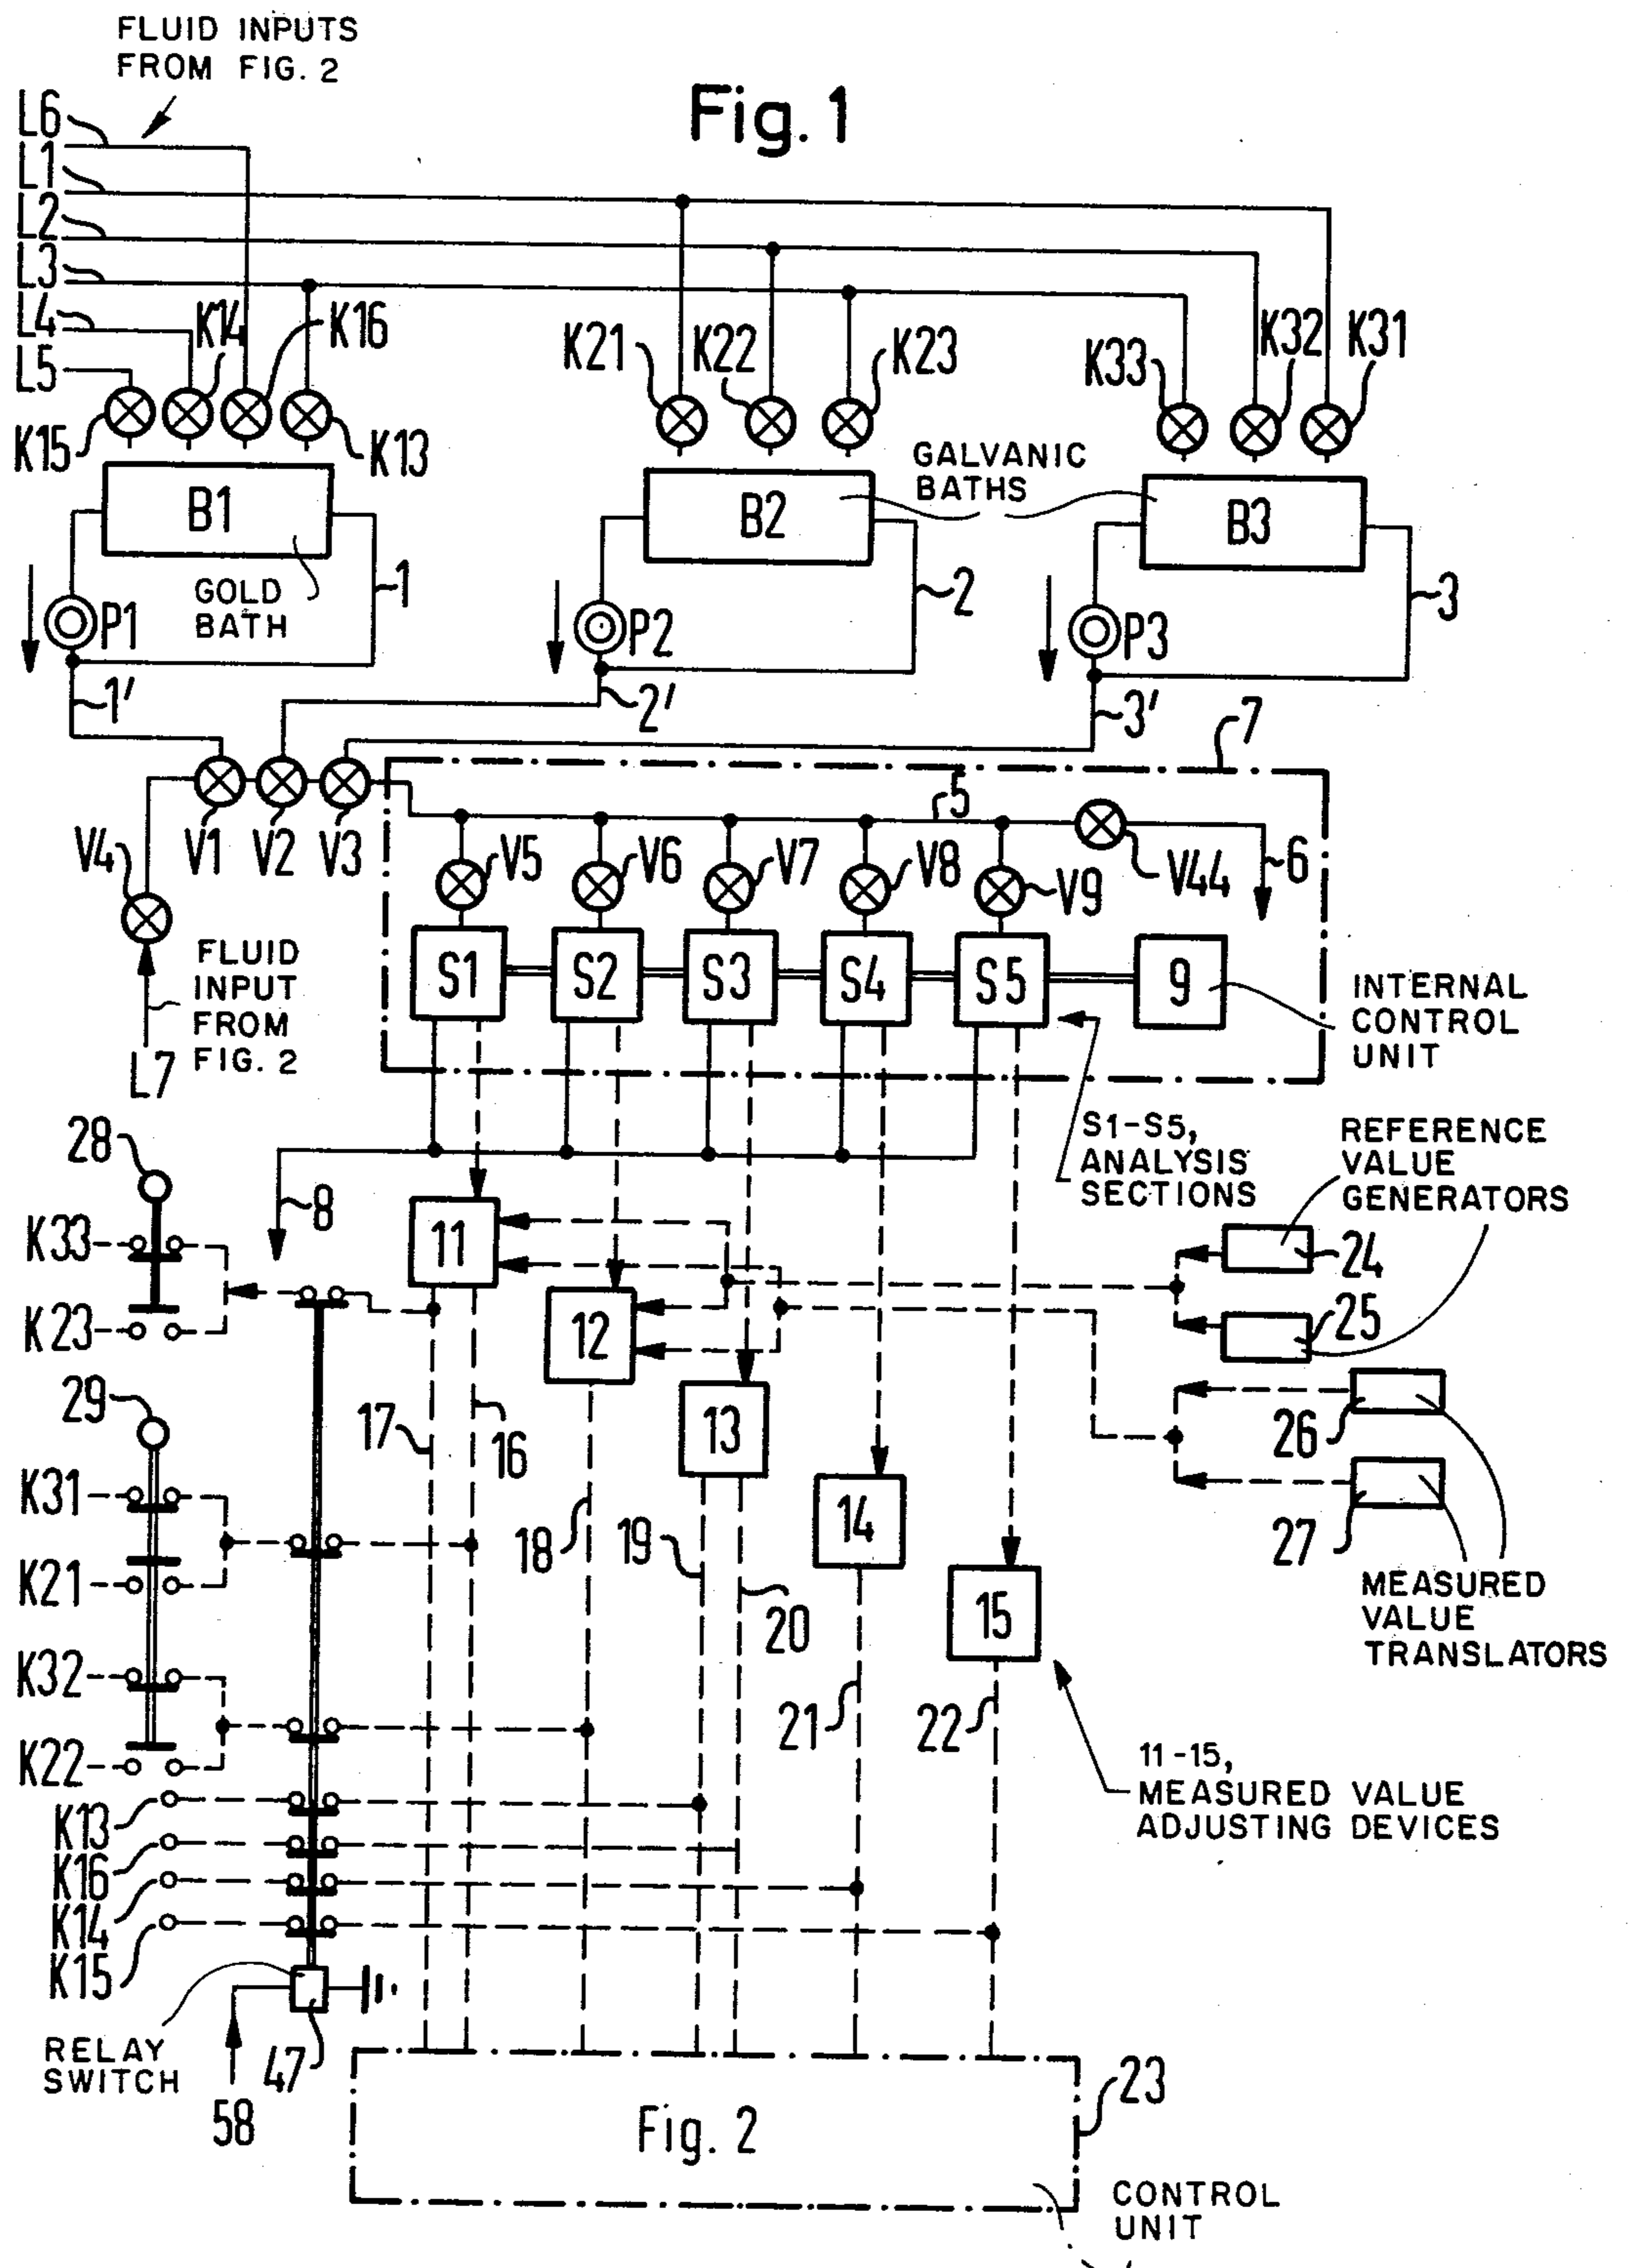 FLUID INPUTS
FROM FIG. 2
Fig. 1
L6
L1
L2
L3
L4
L5
K14
K16
K15
K13
K21
K22
K23
K33
K32
K31
GALVANIC
BATHS
B1
B2
B3
GOLD
BATH
1
2
3
P1
P2
P3
1'
2'
3'
7
V4
V1
V2
V3
5
V5
V6
V7
V8
V9
V44
6
S1
S2
S3
S4
S5
9
FLUID
INPUT
FROM
FIG. 2
L7
INTERNAL
CONTROL
UNIT
S1-S5,
ANALYSIS
SECTIONS
REFERENCE
VALUE
GENERATORS
28
8
K33
K23
11
12
13
14
15
24
25
26
27
MEASURED
VALUE
TRANSLATORS
29
K31
K21
K32
K22
17
16
18
19
20
21
22
11-15,
MEASURED VALUE
ADJUSTING DEVICES
K13
K16
K14
K15
RELAY
SWITCH
47
58
Fig. 2
23
CONTROL
UNIT